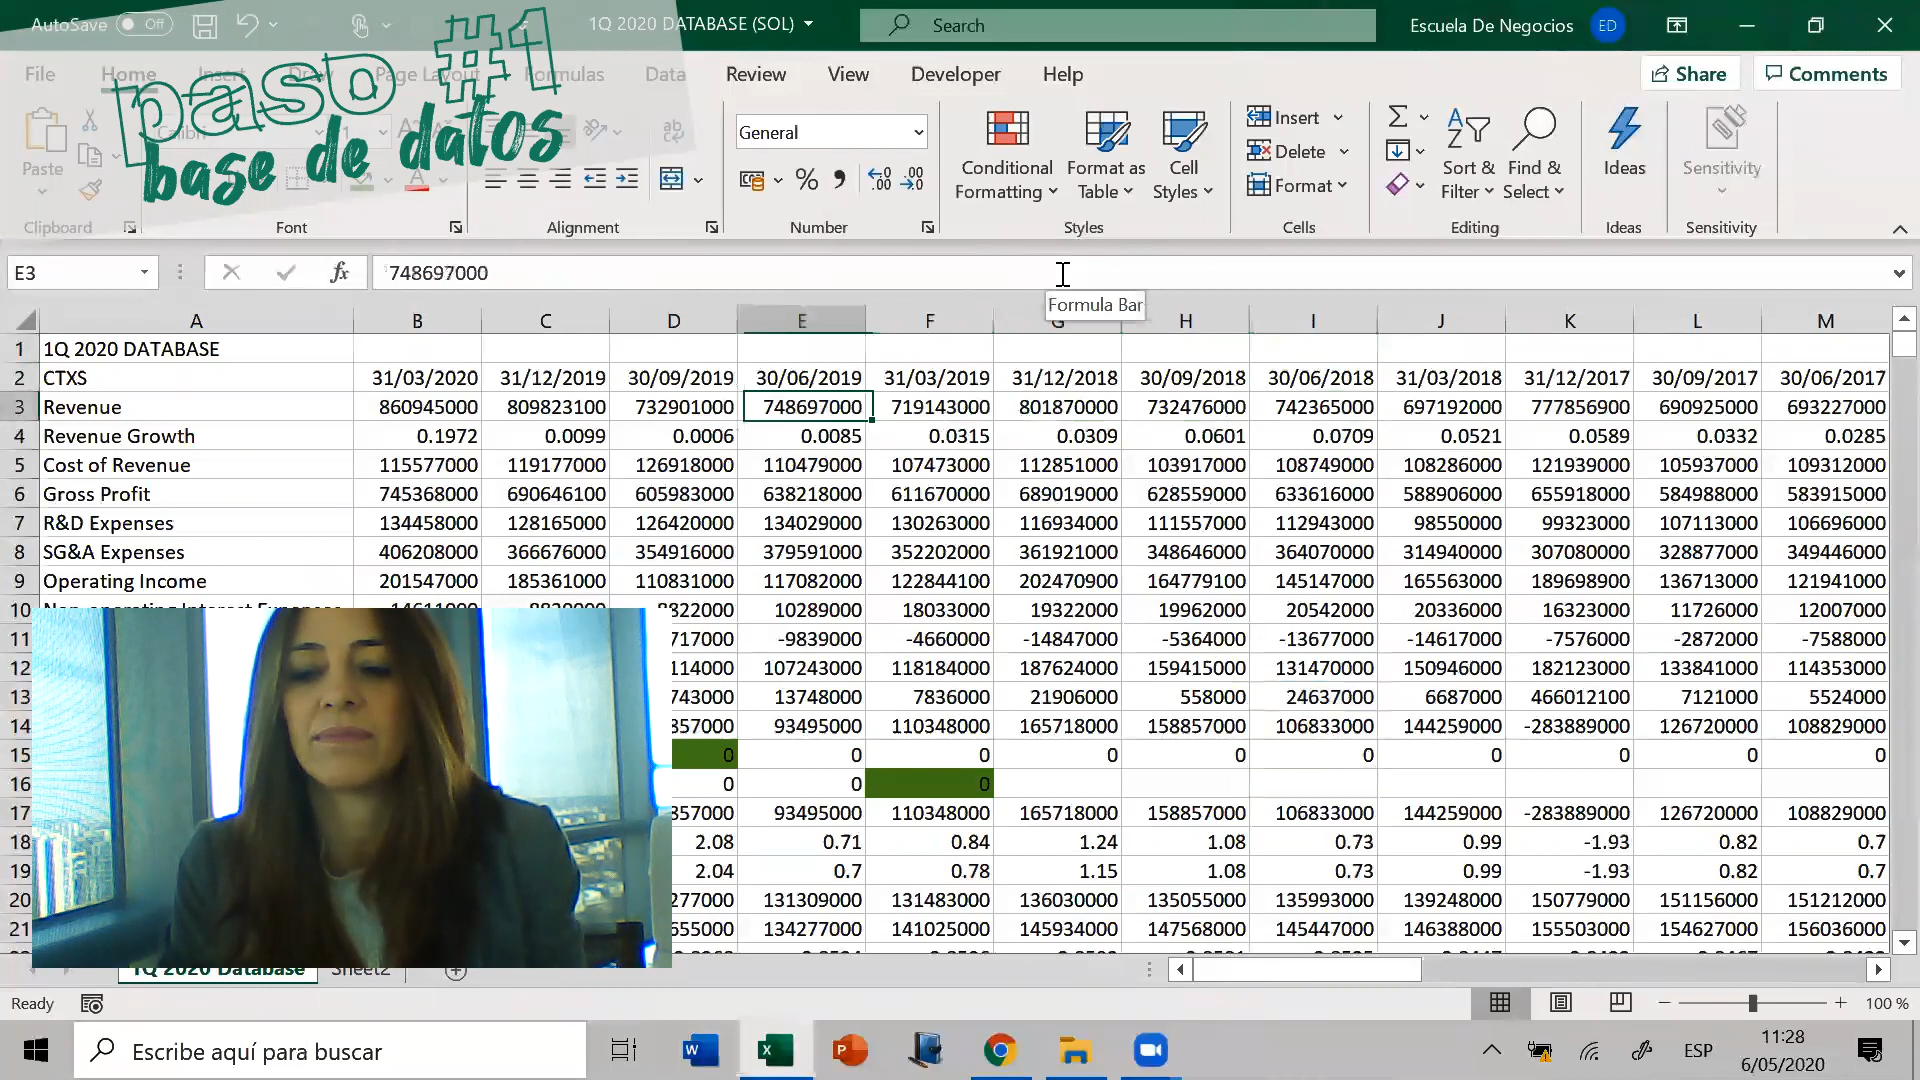 AutoSave Off 1Q 2020 DATABASE (SOL) Search Escuela De Negocios ED
paso #1
base de datos
File Home Insert Draw Page Layout Formulas Data Review View Developer Help Share Comments
Paste Calibri General Conditional Formatting Format as Table Cell Styles Insert Delete Format Sort & Filter Find & Select Ideas Sensitivity
Clipboard Font Alignment Number Styles Cells Editing Ideas Sensitivity
E3 fx 748697000
Formula Bar
A B C D E F G H I J K L M
1 1Q 2020 DATABASE
2 CTXS 31/03/2020 31/12/2019 30/09/2019 30/06/2019 31/03/2019 31/12/2018 30/09/2018 30/06/2018 31/03/2018 31/12/2017 30/09/2017 30/06/2017
3 Revenue 860945000 809823100 732901000 748697000 719143000 801870000 732476000 742365000 697192000 777856900 690925000 693227000
4 Revenue Growth 0.1972 0.0099 0.0006 0.0085 0.0315 0.0309 0.0601 0.0709 0.0521 0.0589 0.0332 0.0285
5 Cost of Revenue 115577000 119177000 126918000 110479000 107473000 112851000 103917000 108749000 108286000 121939000 105937000 109312000
6 Gross Profit 745368000 690646100 605983000 638218000 611670000 689019000 628559000 633616000 588906000 655918000 584988000 583915000
7 R&D Expenses 134458000 128165000 126420000 134029000 130263000 116934000 111557000 112943000 98550000 99323000 107113000 106696000
8 SG&A Expenses 406208000 366676000 354916000 379591000 352202000 361921000 348646000 364070000 314940000 307080000 328877000 349446000
9 Operating Income 201547000 185361000 110831000 117082000 122844100 202470900 164779100 145147000 165563000 189698900 136713000 121941000
10 3822000 10289000 18033000 19322000 19962000 20542000 20336000 16323000 11726000 12007000
11 717000 -9839000 -4660000 -14847000 -5364000 -13677000 -14617000 -7576000 -2872000 -7588000
12 114000 107243000 118184000 187624000 159415000 131470000 150946000 182123000 133841000 114353000
13 743000 13748000 7836000 21906000 558000 24637000 6687000 466012100 7121000 5524000
14 857000 93495000 110348000 165718000 158857000 106833000 144259000 -283889000 126720000 108829000
15 0 0 0 0 0 0 0 0 0 0
16 0 0 0
17 857000 93495000 110348000 165718000 158857000 106833000 144259000 -283889000 126720000 108829000
18 2.08 0.71 0.84 1.24 1.08 0.73 0.99 -1.93 0.82 0.7
19 2.04 0.7 0.78 1.15 1.08 0.73 0.99 -1.93 0.82 0.7
20 277000 131309000 131483000 136030000 135055000 135993000 139248000 150779000 151156000 151212000
21 655000 134277000 141025000 145934000 147568000 145447000 146388000 155503000 154627000 156036000
1Q 2020 Database Sheet2
Ready 100 %
Escribe aquí para buscar ESP 11:28
6/05/2020